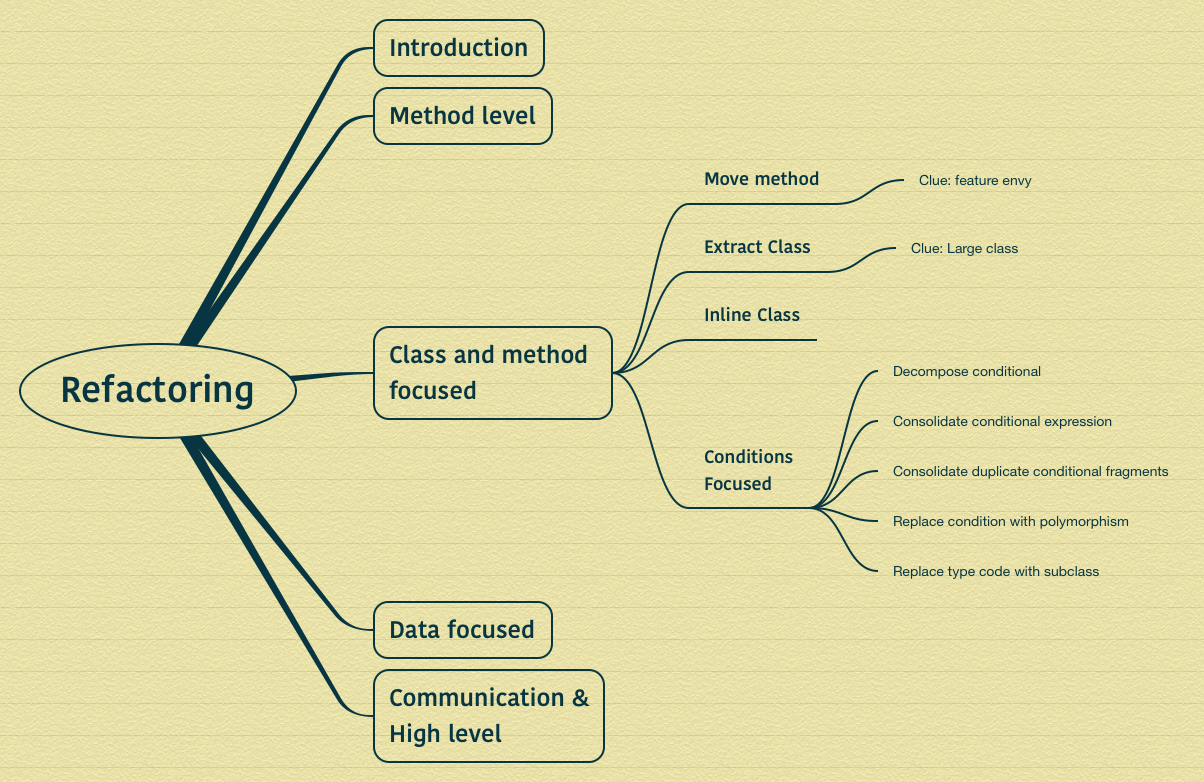 Introduction
Method level
Move method
Clue: feature envy
Extract Class
Clue: Large class
Inline Class
Class and method
focused
Refactoring
Decompose conditional
Consolidate conditional expression
Conditions
Focused
Consolidate duplicate conditional fragments
Replace condition with polymorphism
Replace type code with subclass
Data focused
Communication &
High level